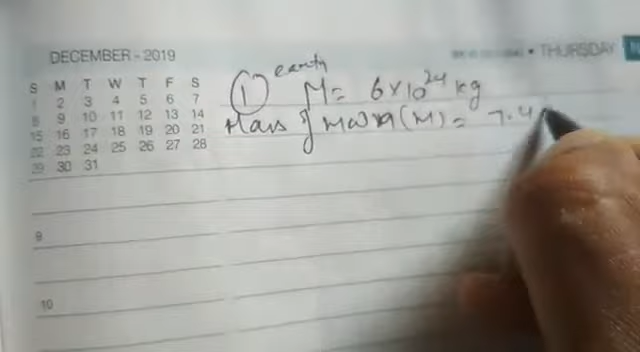 DECEMBER - 2019
• THURSDAY
S M T W T F S
1 2 3 4 5 6 7
8 9 10 11 12 13 14
15 16 17 18 19 20 21
22 23 24 25 26 27 28
29 30 31
① earth M = 6×10²⁴ kg
Mass of moon (M) = 7.4
9
10